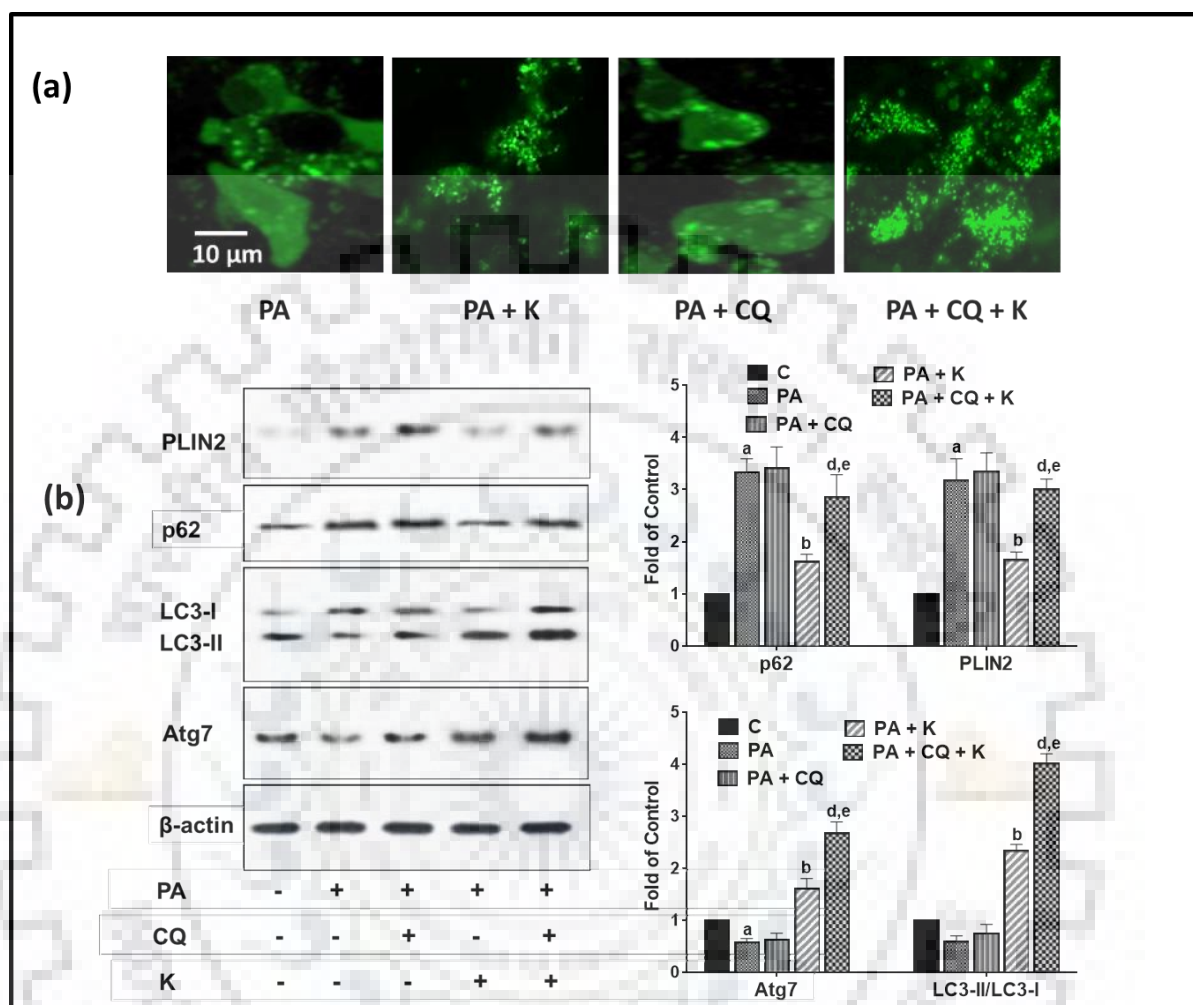 (a)
10 µm
PA
PA + K
PA + CQ
PA + CQ + K
(b)
PLIN2
p62
LC3-I
LC3-II
Atg7
β-actin
PA - + + + +
CQ - - + - +
K - - - + +
Fold of Control
5
4
3
2
1
0
C
PA
PA + CQ
PA + K
PA + CQ + K
a
b
d,e
a
b
d,e
p62
PLIN2
Fold of Control
5
4
3
2
1
0
C
PA
PA + CQ
PA + K
PA + CQ + K
a
b
d,e
b
d,e
Atg7
LC3-II/LC3-I